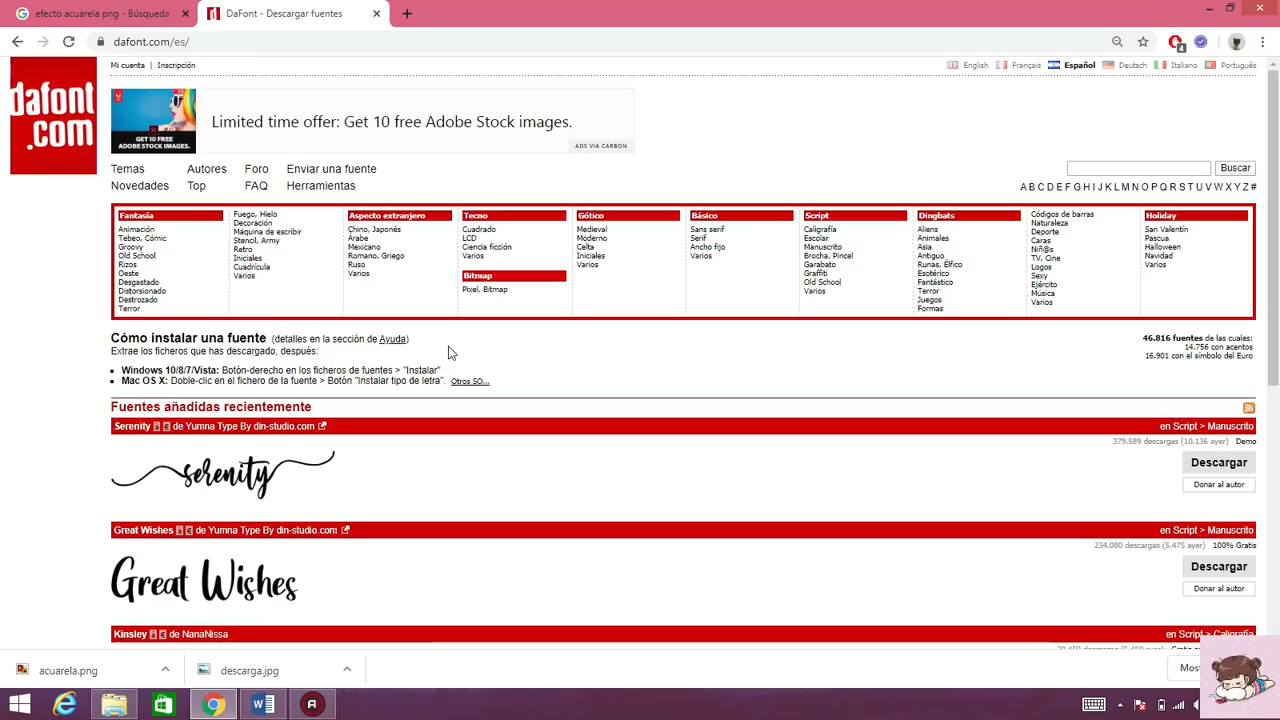 efecto acuarela png - Búsqueda
DaFont - Descargar fuentes
dafont.com/es/
4
dafont
.com
Mi cuenta | Inscripción
English Français Español Deutsch Italiano Português
GET 10 FREE
ADOBE STOCK IMAGES.
Limited time offer: Get 10 free Adobe Stock images.
ADS VIA CARBON
Temas Autores Foro Enviar una fuente
Novedades Top FAQ Herramientas
Buscar
A B C D E F G H I J K L M N O P Q R S T U V W X Y Z #
Fantasía
Animación
Tebeo, Cómic
Groovy
Old School
Rizos
Oeste
Desgastado
Distorsionado
Destrozado
Terror
Fuego, Hielo
Decoración
Máquina de escribir
Stencil, Army
Retro
Iniciales
Cuadrícula
Varios
Aspecto extranjero
Chino, Japonés
Árabe
Mexicano
Romano, Griego
Ruso
Varios
Tecno
Cuadrado
LCD
Ciencia ficción
Varios
Bitmap
Pixel, Bitmap
Gótico
Medieval
Moderno
Celta
Iniciales
Varios
Básico
Sans serif
Serif
Ancho fijo
Varios
Script
Caligrafía
Escolar
Manuscrito
Brocha, Pincel
Garabato
Graffiti
Old School
Varios
Dingbats
Aliens
Animales
Asia
Antiguo
Runas, Élfico
Esotérico
Fantástico
Terror
Juegos
Formas
Códigos de barras
Naturaleza
Deporte
Caras
Niñ@s
TV, Cine
Logos
Sexy
Ejército
Música
Varios
Holiday
San Valentín
Pascua
Halloween
Navidad
Varios
Cómo instalar una fuente (detalles en la sección de Ayuda)
Extrae los ficheros que has descargado, después:
Windows 10/8/7/Vista: Botón-derecho en los ficheros de fuentes > "Instalar"
Mac OS X: Doble-clic en el fichero de la fuente > Botón "Instalar tipo de letra". Otros SO...
46.816 fuentes de las cuales:
14.756 con acentos
16.901 con el símbolo del Euro
Fuentes añadidas recientemente
Serenity à € de Yumna Type By din-studio.com
en Script > Manuscrito
379.589 descargas (10.136 ayer) Demo
serenity
Descargar
Donar al autor
Great Wishes à € de Yumna Type By din-studio.com
en Script > Manuscrito
234.080 descargas (5.475 ayer) 100% Gratis
Great Wishes
Descargar
Donar al autor
Kinsley à € de NanaNissa
en Script > Caligrafía
acuarela.png
descarga.jpg